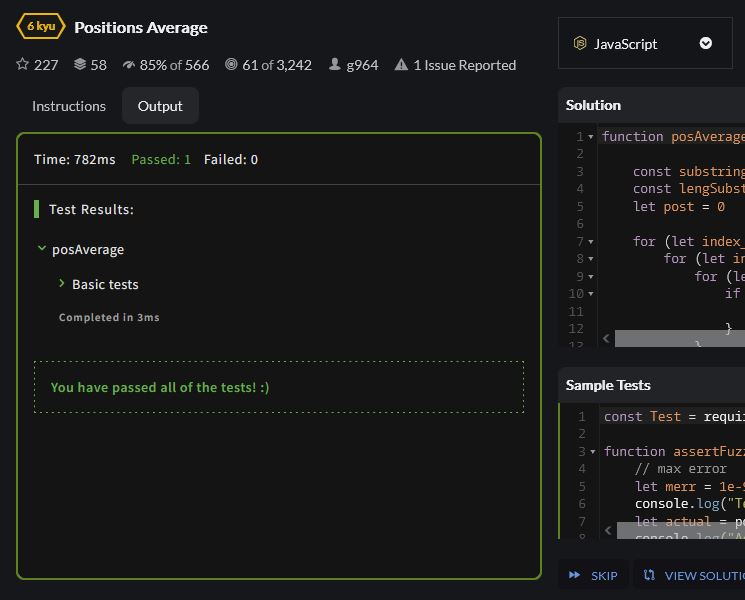 6 kyu Positions Average
227 58 85% of 566 61 of 3,242 g964 1 Issue Reported
Instructions Output
Time: 782ms Passed: 1 Failed: 0
Test Results:
posAverage
Basic tests
Completed in 3ms
You have passed all of the tests! :)
JS JavaScript
Solution
1 function posAverage
2
3 const substring
4 const lengSubst
5 let post = 0
6
7 for (let index_
8 for (let in
9 for (le
10 if
11
12 }
13 }
Sample Tests
1 const Test = requi
2
3 function assertFuzz
4 // max error
5 let merr = 1e-9
6 console.log("Te
7 let actual = po
8 console.log("A
SKIP VIEW SOLUTIO